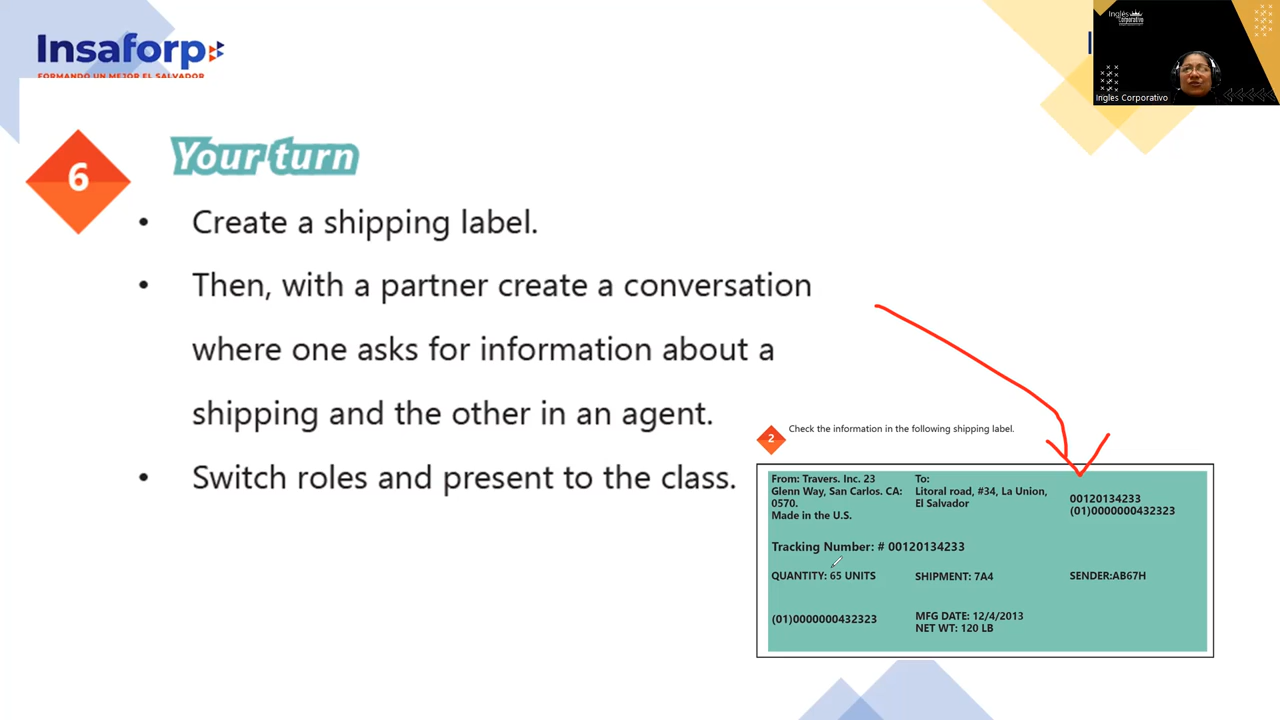 Insaforp
FORMANDO UN MEJOR EL SALVADOR
Inglés
Corporativo
Ingles Corporativo
6
Your turn
• Create a shipping label.
• Then, with a partner create a conversation
where one asks for information about a
shipping and the other in an agent.
• Switch roles and present to the class.
2
Check the information in the following shipping label.
From: Travers. Inc. 23
Glenn Way, San Carlos. CA:
0570.
Made in the U.S.
To:
Litoral road, #34, La Union,
El Salvador
00120134233
(01)0000000432323
Tracking Number: # 00120134233
QUANTITY: 65 UNITS
SHIPMENT: 7A4
SENDER:AB67H
(01)0000000432323
MFG DATE: 12/4/2013
NET WT: 120 LB